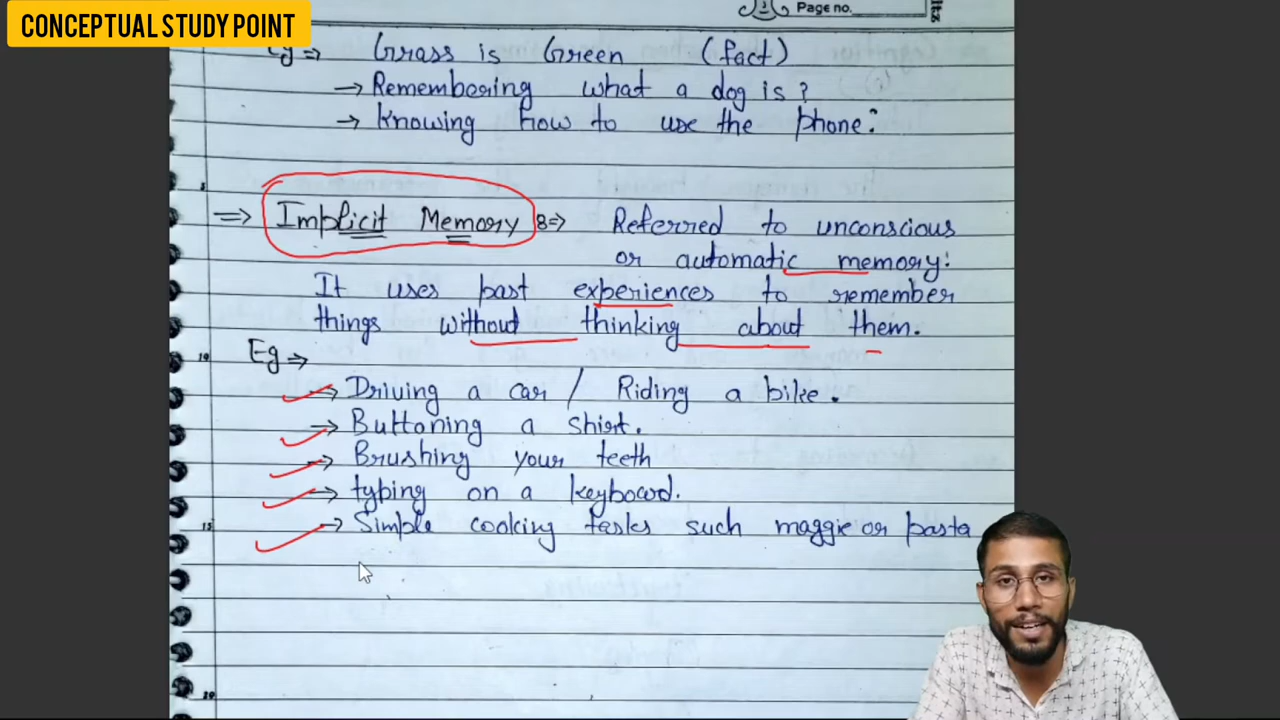 CONCEPTUAL STUDY POINT
Page no.
Eg ⇒ Grass is Green (fact)
→ Remembering what a dog is?
→ Knowing how to use the phone?
⇒ Implicit Memory 8⇒ Referred to unconscious
or automatic memory!
It uses past experiences to remember
things without thinking about them.
Eg ⇒
→ Driving a car / Riding a bike.
→ Buttoning a shirt.
→ Brushing your teeth
→ typing on a keyboard.
→ Simple cooking tasks such maggie or pasta